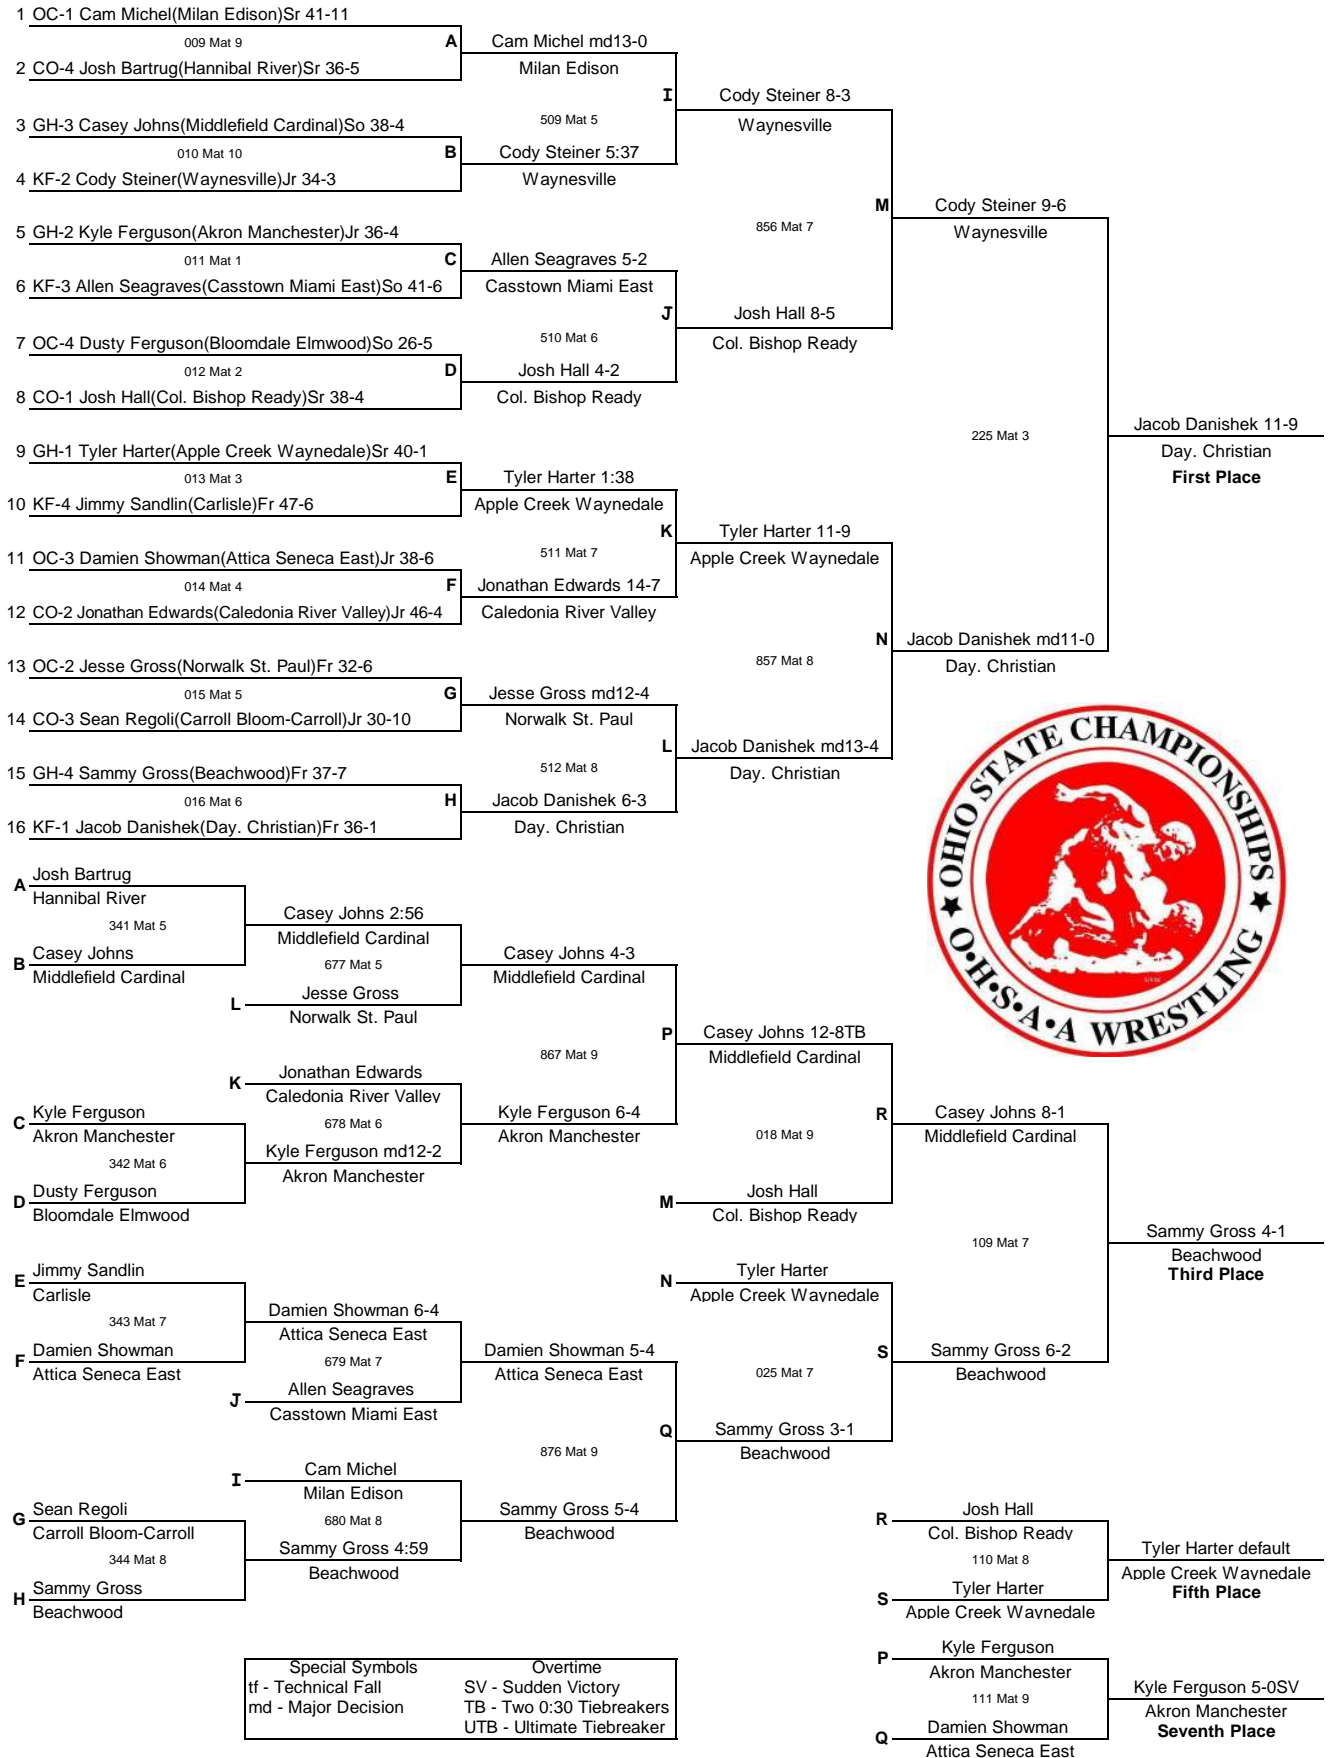 1 OC-1 Cam Michel(Milan Edison)Sr 41-11
009 Mat 9
A
2 CO-4 Josh Bartrug(Hannibal River)Sr 36-5
Cam Michel md13-0
Milan Edison
3 GH-3 Casey Johns(Middlefield Cardinal)So 38-4
010 Mat 10
B
4 KF-2 Cody Steiner(Waynesville)Jr 34-3
Cody Steiner 5:37
Waynesville
I
509 Mat 5
Cody Steiner 8-3
Waynesville
5 GH-2 Kyle Ferguson(Akron Manchester)Jr 36-4
011 Mat 1
C
6 KF-3 Allen Seagraves(Casstown Miami East)So 41-6
Allen Seagraves 5-2
Casstown Miami East
7 OC-4 Dusty Ferguson(Bloomdale Elmwood)So 26-5
012 Mat 2
D
8 CO-1 Josh Hall(Col. Bishop Ready)Sr 38-4
Josh Hall 4-2
Col. Bishop Ready
J
510 Mat 6
Josh Hall 8-5
Col. Bishop Ready
M
856 Mat 7
Cody Steiner 9-6
Waynesville
9 GH-1 Tyler Harter(Apple Creek Waynedale)Sr 40-1
013 Mat 3
E
10 KF-4 Jimmy Sandlin(Carlisle)Fr 47-6
Tyler Harter 1:38
Apple Creek Waynedale
11 OC-3 Damien Showman(Attica Seneca East)Jr 38-6
014 Mat 4
F
12 CO-2 Jonathan Edwards(Caledonia River Valley)Jr 46-4
Jonathan Edwards 14-7
Caledonia River Valley
K
511 Mat 7
Tyler Harter 11-9
Apple Creek Waynedale
13 OC-2 Jesse Gross(Norwalk St. Paul)Fr 32-6
015 Mat 5
G
14 CO-3 Sean Regoli(Carroll Bloom-Carroll)Jr 30-10
Jesse Gross md12-4
Norwalk St. Paul
15 GH-4 Sammy Gross(Beachwood)Fr 37-7
016 Mat 6
H
16 KF-1 Jacob Danishek(Day. Christian)Fr 36-1
Jacob Danishek 6-3
Day. Christian
L
512 Mat 8
Jacob Danishek md13-4
Day. Christian
N
857 Mat 8
Jacob Danishek md11-0
Day. Christian
225 Mat 3
Jacob Danishek 11-9
Day. Christian
First Place
OHIO STATE CHAMPIONSHIPS
O•H•S•A•A WRESTLING
A Josh Bartrug
Hannibal River
341 Mat 5
B Casey Johns
Middlefield Cardinal
Casey Johns 2:56
Middlefield Cardinal
677 Mat 5
L Jesse Gross
Norwalk St. Paul
Casey Johns 4-3
Middlefield Cardinal
K Jonathan Edwards
Caledonia River Valley
678 Mat 6
C Kyle Ferguson
Akron Manchester
342 Mat 6
D Dusty Ferguson
Bloomdale Elmwood
Kyle Ferguson md12-2
Akron Manchester
Kyle Ferguson 6-4
Akron Manchester
P
867 Mat 9
Casey Johns 12-8TB
Middlefield Cardinal
018 Mat 9
M Josh Hall
Col. Bishop Ready
R
Casey Johns 8-1
Middlefield Cardinal
E Jimmy Sandlin
Carlisle
343 Mat 7
F Damien Showman
Attica Seneca East
Damien Showman 6-4
Attica Seneca East
679 Mat 7
J Allen Seagraves
Casstown Miami East
Damien Showman 5-4
Attica Seneca East
I Cam Michel
Milan Edison
680 Mat 8
G Sean Regoli
Carroll Bloom-Carroll
344 Mat 8
H Sammy Gross
Beachwood
Sammy Gross 4:59
Beachwood
Sammy Gross 5-4
Beachwood
Q
876 Mat 9
Sammy Gross 3-1
Beachwood
N Tyler Harter
Apple Creek Waynedale
025 Mat 7
S
Sammy Gross 6-2
Beachwood
109 Mat 7
Sammy Gross 4-1
Beachwood
Third Place
R Josh Hall
Col. Bishop Ready
110 Mat 8
S Tyler Harter
Apple Creek Waynedale
Tyler Harter default
Apple Creek Waynedale
Fifth Place
P Kyle Ferguson
Akron Manchester
111 Mat 9
Q Damien Showman
Attica Seneca East
Kyle Ferguson 5-0SV
Akron Manchester
Seventh Place
Special Symbols
tf - Technical Fall
md - Major Decision
Overtime
SV - Sudden Victory
TB - Two 0:30 Tiebreakers
UTB - Ultimate Tiebreaker